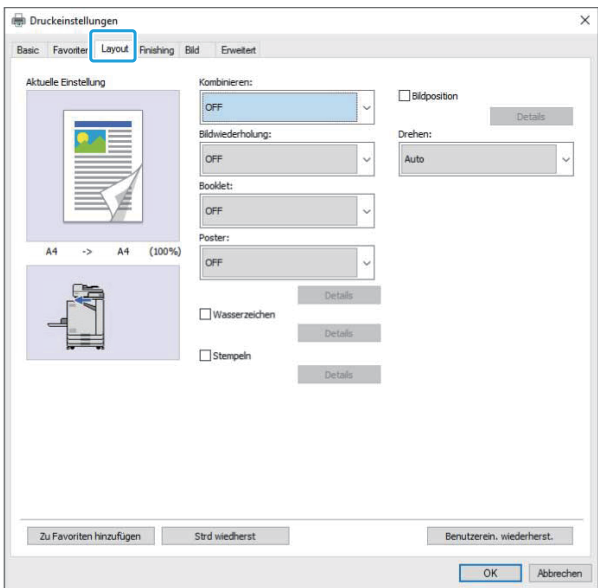 Druckeinstellungen
Basic Favoriten Layout Finishing Bild Erweitert
Aktuelle Einstellung
A4 -> A4 (100%)
Kombinieren:
OFF
Bildwiederholung:
OFF
Booklet:
OFF
Poster:
OFF
Details
Wasserzeichen
Details
Stempeln
Details
Bildposition
Details
Drehen:
Auto
Zu Favoriten hinzufügen Strd wiedherst Benutzerein. wiederherst.
OK Abbrechen